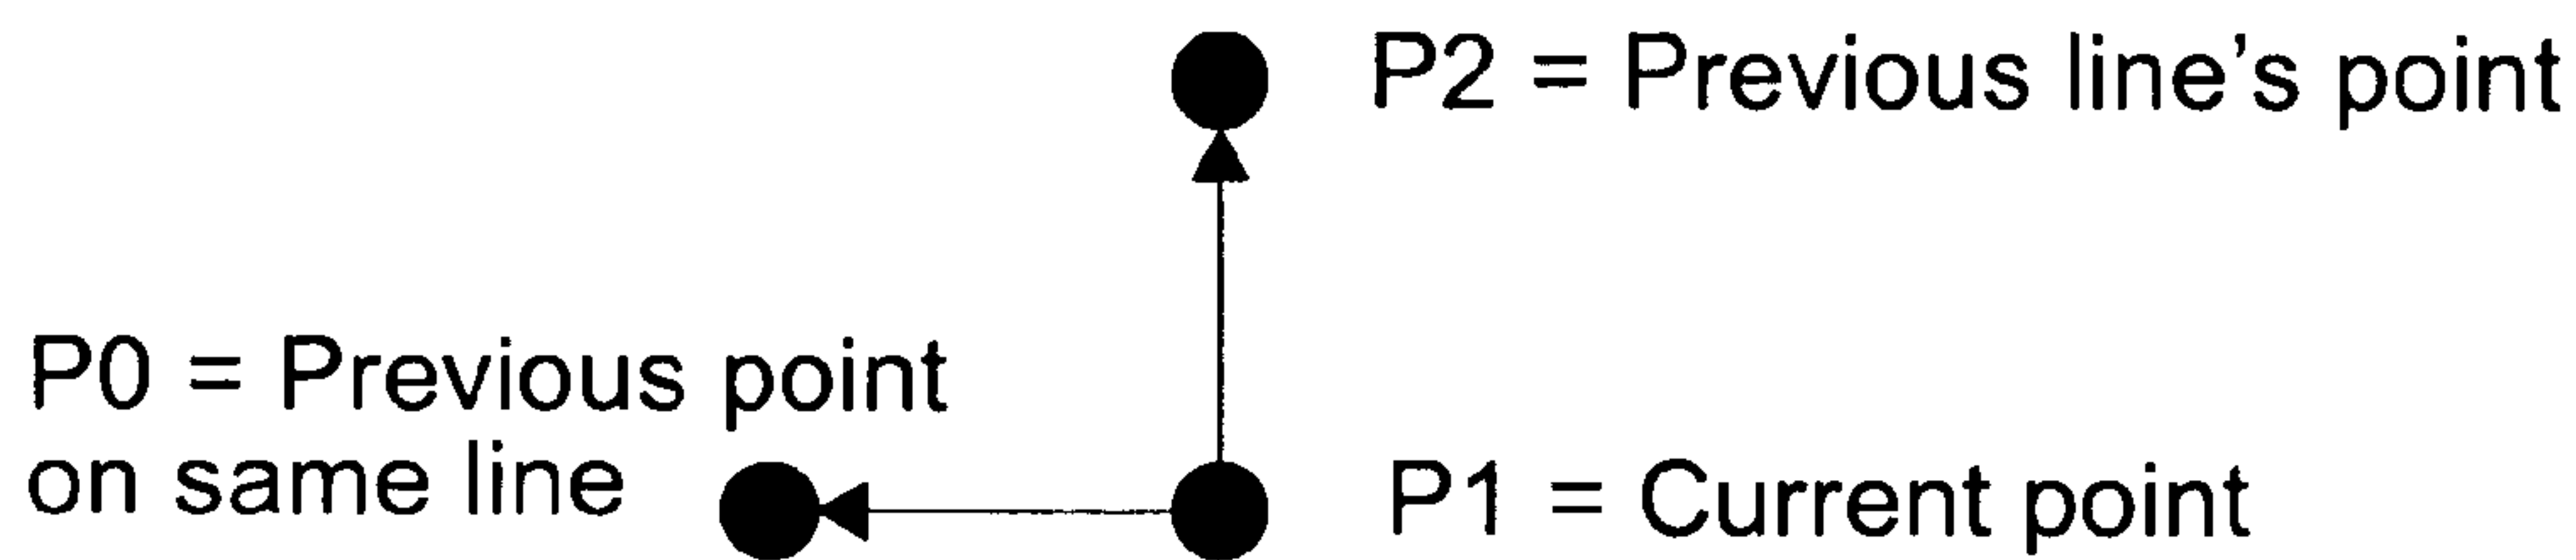 P2 = Previous line's point
P0 = Previous point
on same line
P1 = Current point